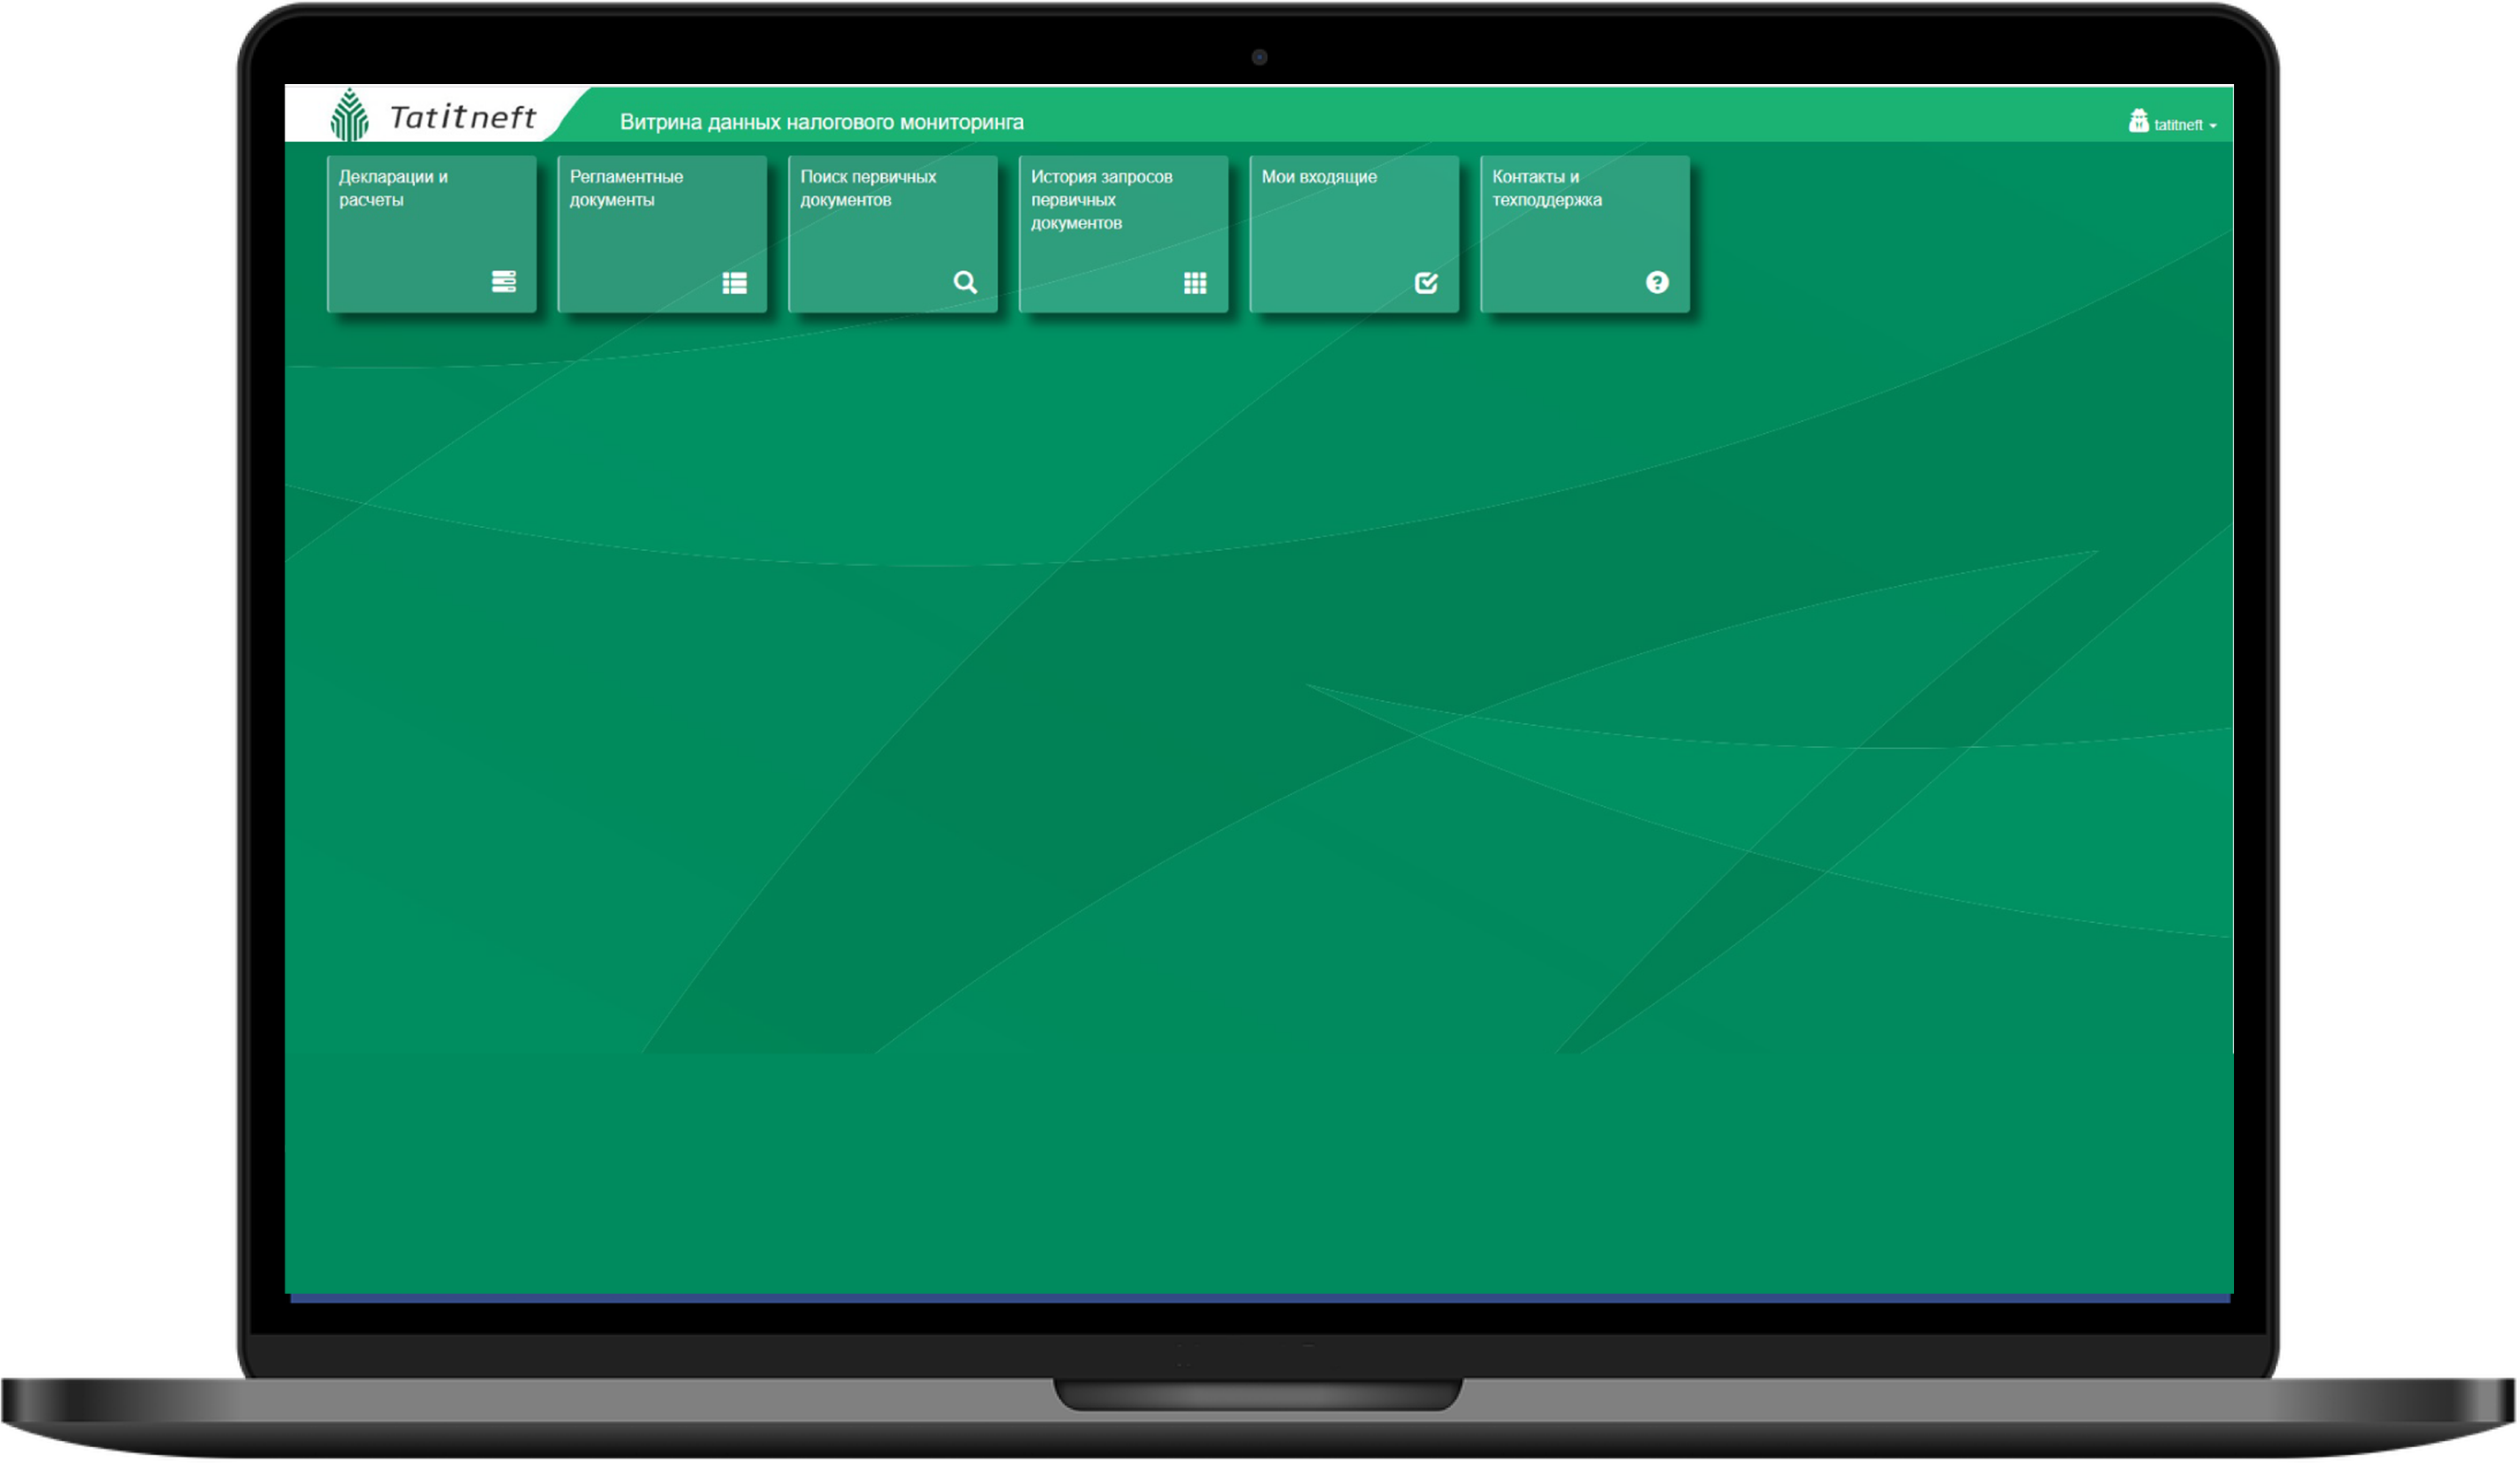 Tatitneft
Витрина данных налогового мониторинга
tatitneft
Декларации и
расчеты
Регламентные
документы
Поиск первичных
документов
История запросов
первичных
документов
Мои входящие
Контакты и
техподдержка